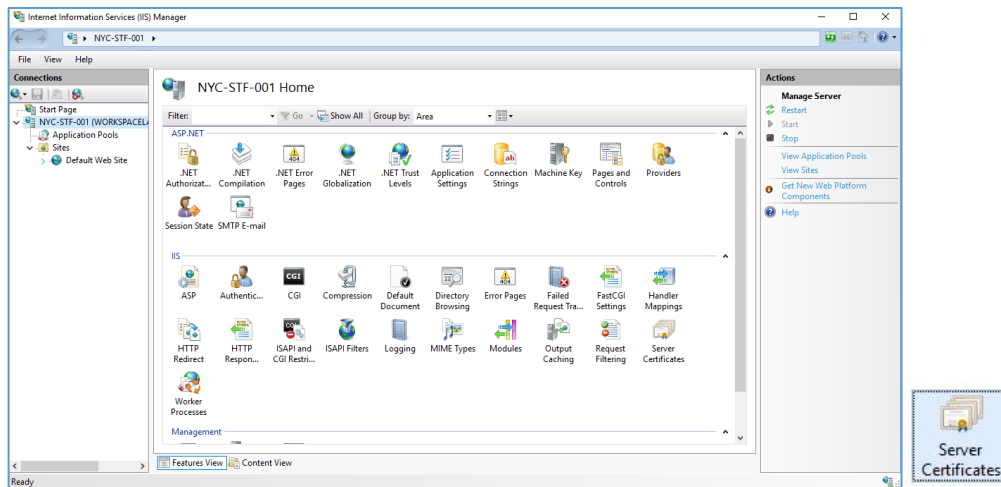 Internet Information Services (IIS) Manager
NYC-STF-001
File View Help
Connections
Start Page
NYC-STF-001 (WORKSPACEL
Application Pools
Sites
Default Web Site
NYC-STF-001 Home
Filter: Go Show All Group by: Area
ASP.NET
.NET Authorizat...
.NET Compilation
.NET Error Pages
.NET Globalization
.NET Trust Levels
Application Settings
Connection Strings
Machine Key
Pages and Controls
Providers
Session State
SMTP E-mail
IIS
ASP
Authentic...
CGI
Compression
Default Document
Directory Browsing
Error Pages
Failed Request Tra...
FastCGI Settings
Handler Mappings
HTTP Redirect
HTTP Respon...
ISAPI and CGI Restri...
ISAPI Filters
Logging
MIME Types
Modules
Output Caching
Request Filtering
Server Certificates
Worker Processes
Management
Features View Content View
Ready
Actions
Manage Server
Restart
Start
Stop
View Application Pools
View Sites
Get New Web Platform
Components
Help
Server
Certificates